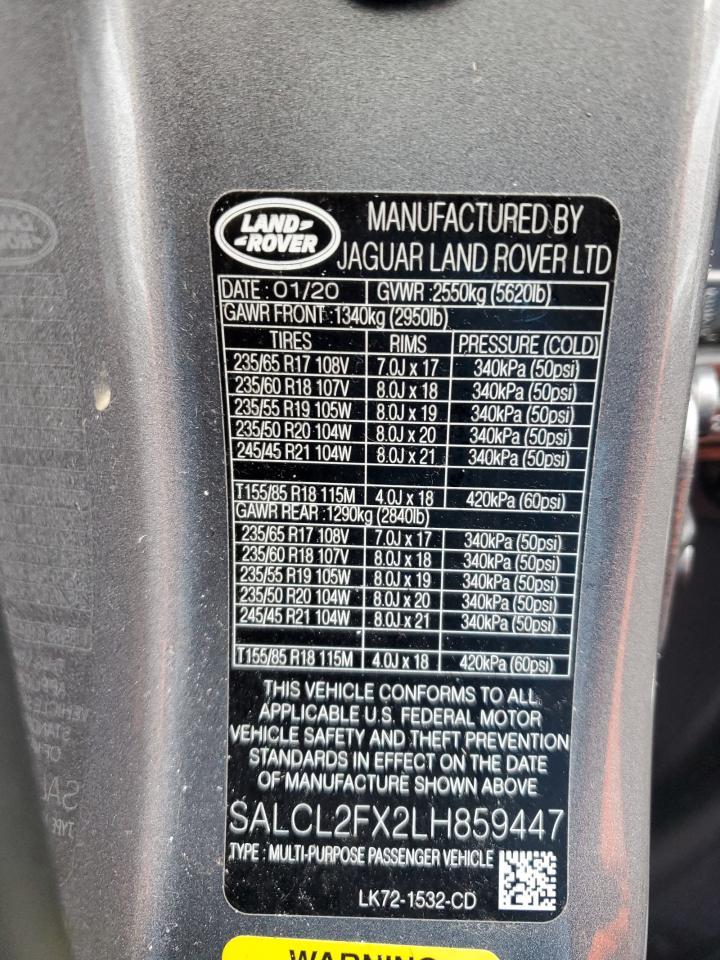 LAND-
-ROVER
MANUFACTURED BY
JAGUAR LAND ROVER LTD
DATE : 01/20 GVWR :2550kg (5620lb)
GAWR FRONT :1340kg (2950lb)
TIRES RIMS PRESSURE (COLD)
235/65 R17 108V 7.0J x 17 340kPa (50psi)
235/60 R18 107V 8.0J x 18 340kPa (50psi)
235/55 R19 105W 8.0J x 19 340kPa (50psi)
235/50 R20 104W 8.0J x 20 340kPa (50psi)
245/45 R21 104W 8.0J x 21 340kPa (50psi)
T155/85 R18 115M 4.0J x 18 420kPa (60psi)
GAWR REAR :1290kg (2840lb)
235/65 R17 108V 7.0J x 17 340kPa (50psi)
235/60 R18 107V 8.0J x 18 340kPa (50psi)
235/55 R19 105W 8.0J x 19 340kPa (50psi)
235/50 R20 104W 8.0J x 20 340kPa (50psi)
245/45 R21 104W 8.0J x 21 340kPa (50psi)
T155/85 R18 115M 4.0J x 18 420kPa (60psi)
THIS VEHICLE CONFORMS TO ALL
APPLICABLE U.S. FEDERAL MOTOR
VEHICLE SAFETY AND THEFT PREVENTION
STANDARDS IN EFFECT ON THE DATE
OF MANUFACTURE SHOWN ABOVE
SALCL2FX2LH859447
TYPE : MULTI-PURPOSE PASSENGER VEHICLE
LK72-1532-CD
WARNING